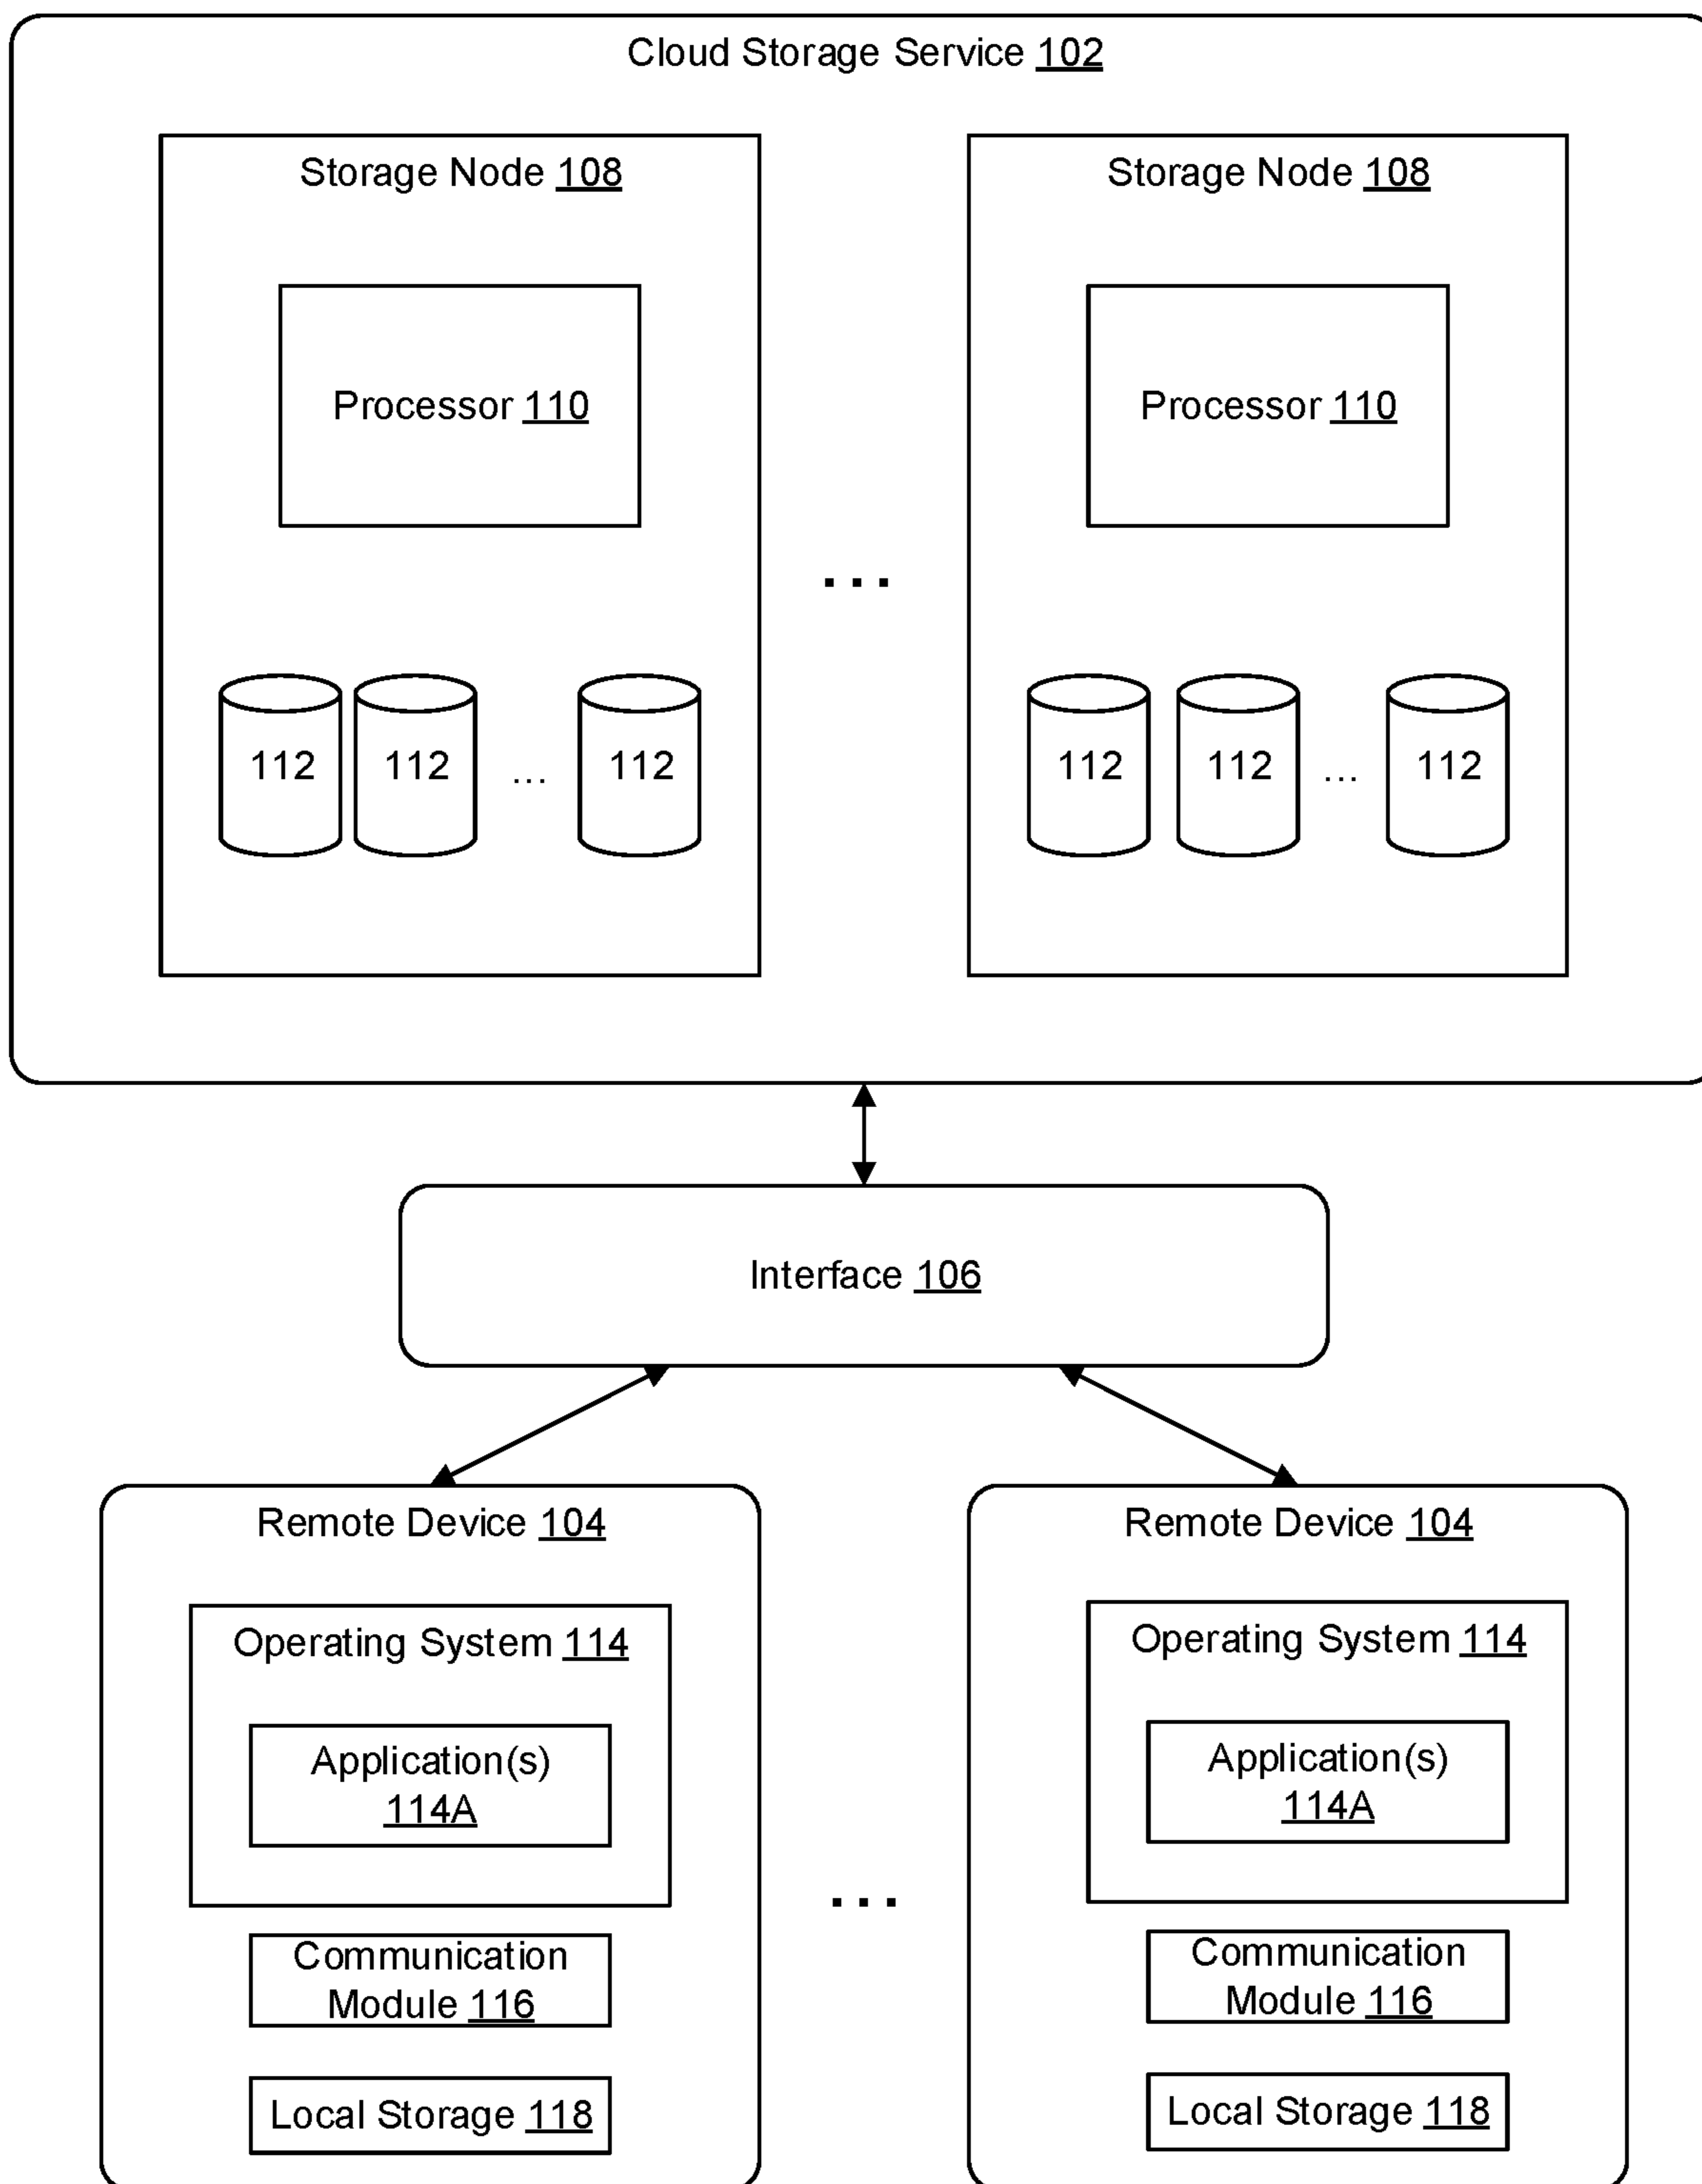 Cloud Storage Service 102
Storage Node 108
Storage Node 108
Processor 110
Processor 110
...
112 112 ... 112
112 112 ... 112
Interface 106
Remote Device 104
Operating System 114
Application(s)
114A
Communication
Module 116
Local Storage 118
...
Remote Device 104
Operating System 114
Application(s)
114A
Communication
Module 116
Local Storage 118